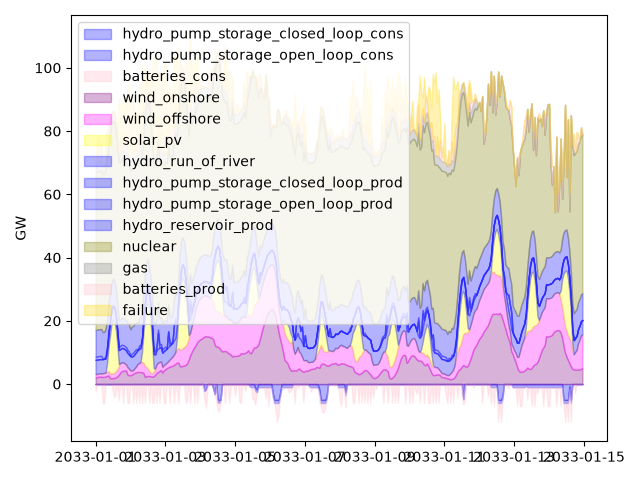 hydro_pump_storage_closed_loop_cons
hydro_pump_storage_open_loop_cons
batteries_cons
wind_onshore
wind_offshore
solar_pv
hydro_run_of_river
hydro_pump_storage_closed_loop_prod
hydro_pump_storage_open_loop_prod
hydro_reservoir_prod
nuclear
gas
batteries_prod
failure
GW
100
80
60
40
20
0
2033-01-01 2033-01-03 2033-01-05 2033-01-07 2033-01-09 2033-01-11 2033-01-13 2033-01-15